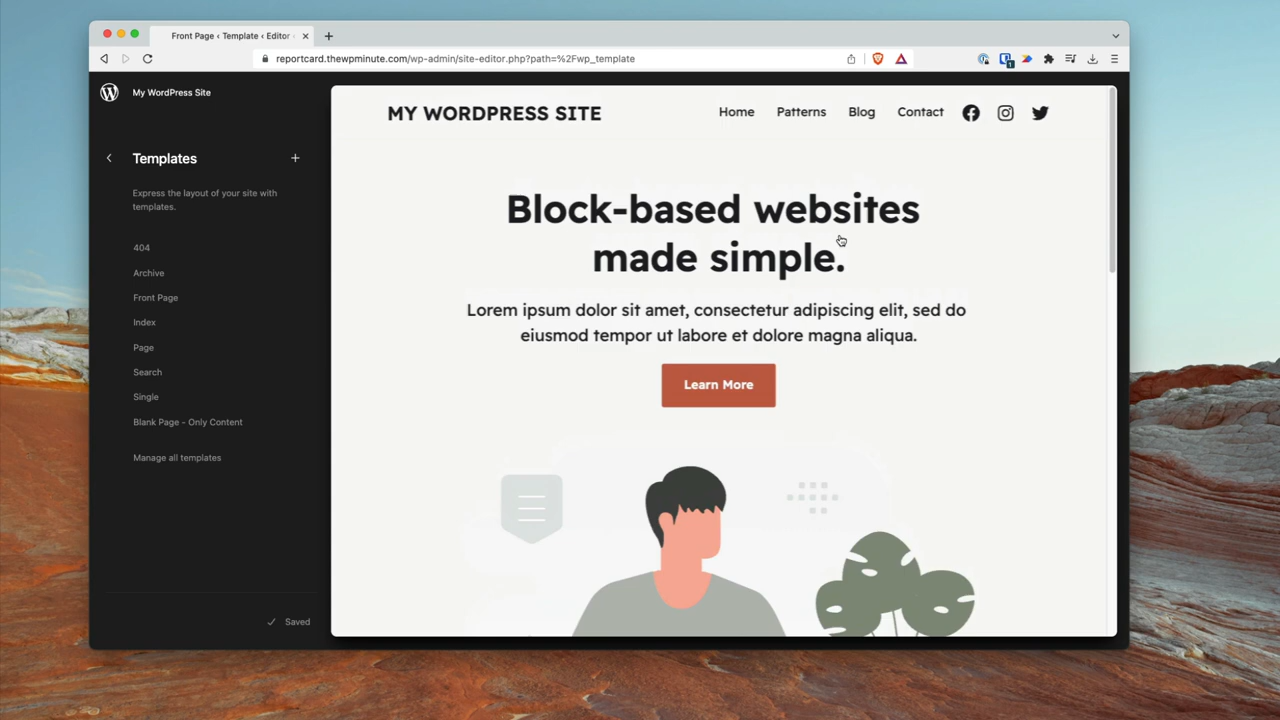 Front Page ‹ Template ‹ Editor
reportcard.thewpminute.com/wp-admin/site-editor.php?path=%2Fwp_template
1
My WordPress Site
Templates
Express the layout of your site with
templates.
404
Archive
Front Page
Index
Page
Search
Single
Blank Page - Only Content
Manage all templates
Saved
MY WORDPRESS SITE
Home
Patterns
Blog
Contact
Block-based websites
made simple.
Lorem ipsum dolor sit amet, consectetur adipiscing elit, sed do
eiusmod tempor ut labore et dolore magna aliqua.
Learn More